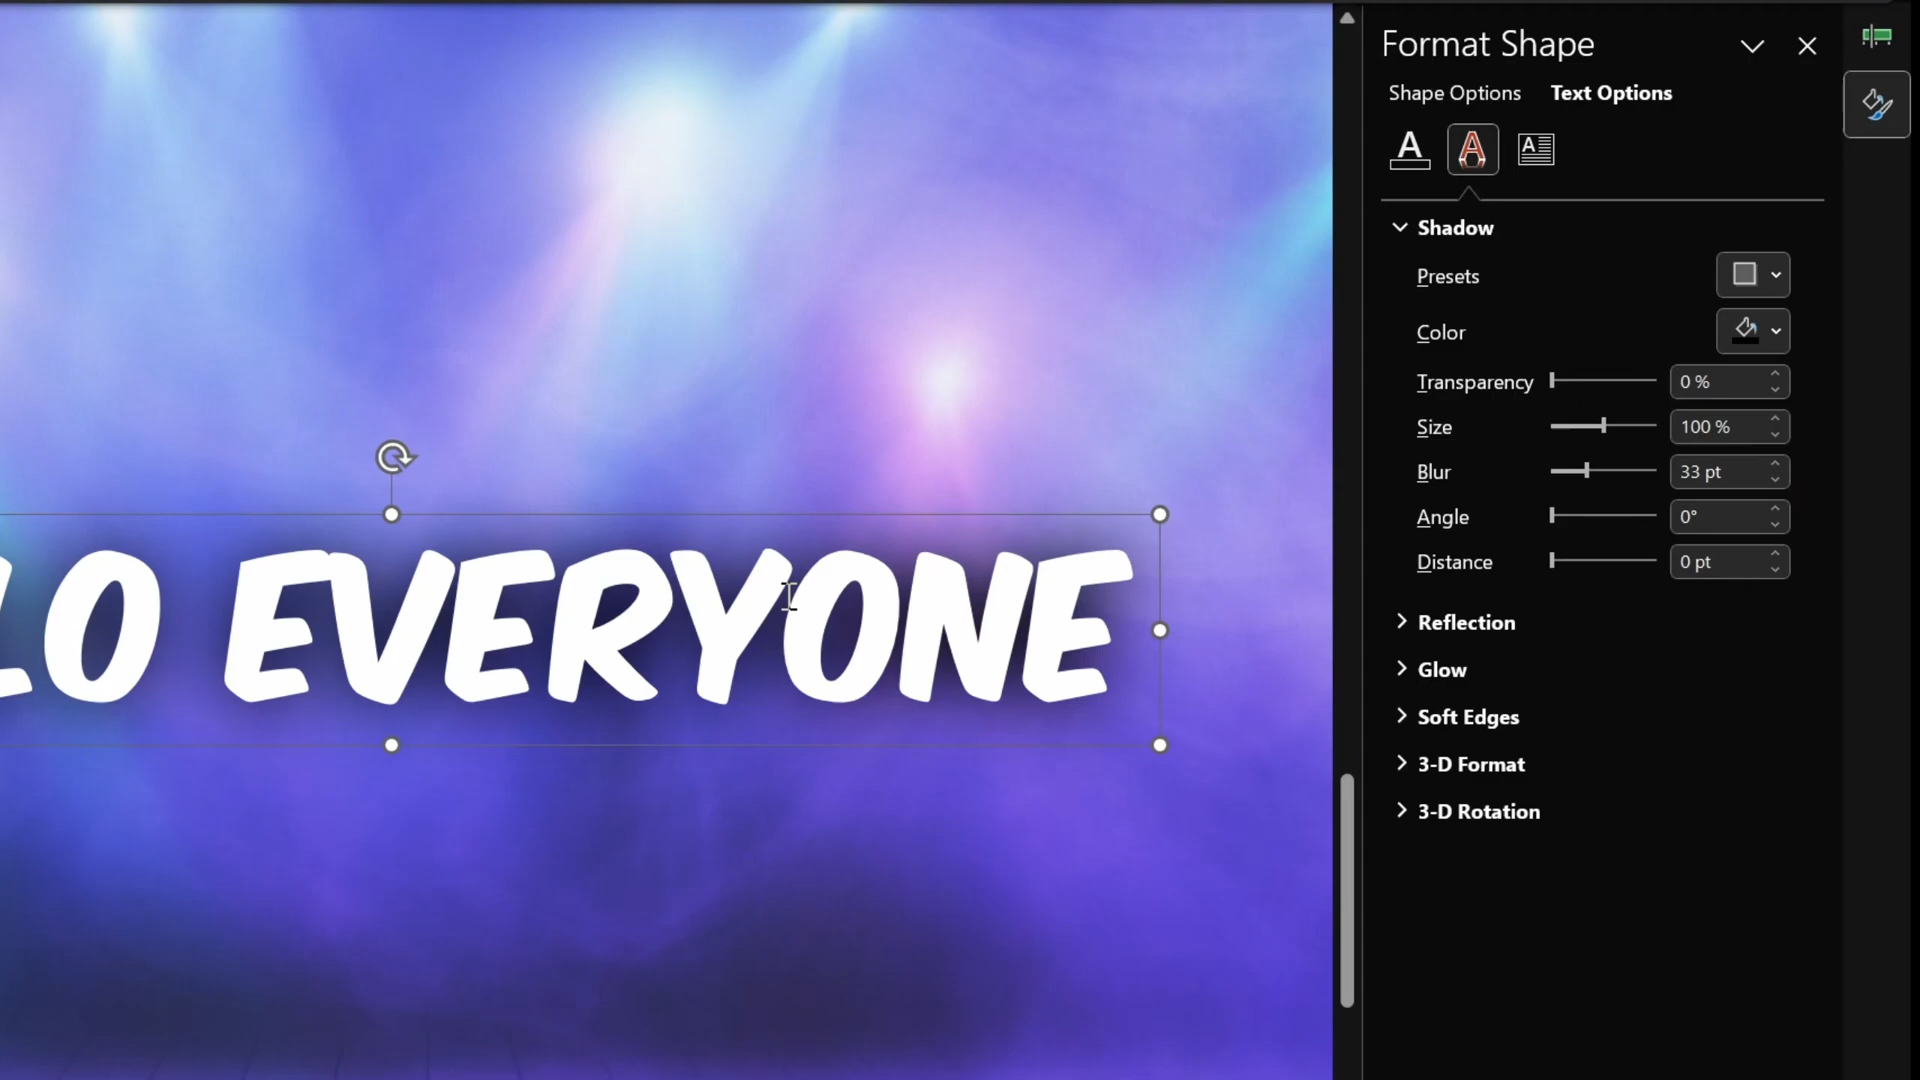 Format Shape
Shape Options Text Options
Shadow
Presets
Color
Transparency 0 %
Size 100 %
Blur 33 pt
Angle 0°
Distance 0 pt
LO EVERYONE
Reflection
Glow
Soft Edges
3-D Format
3-D Rotation